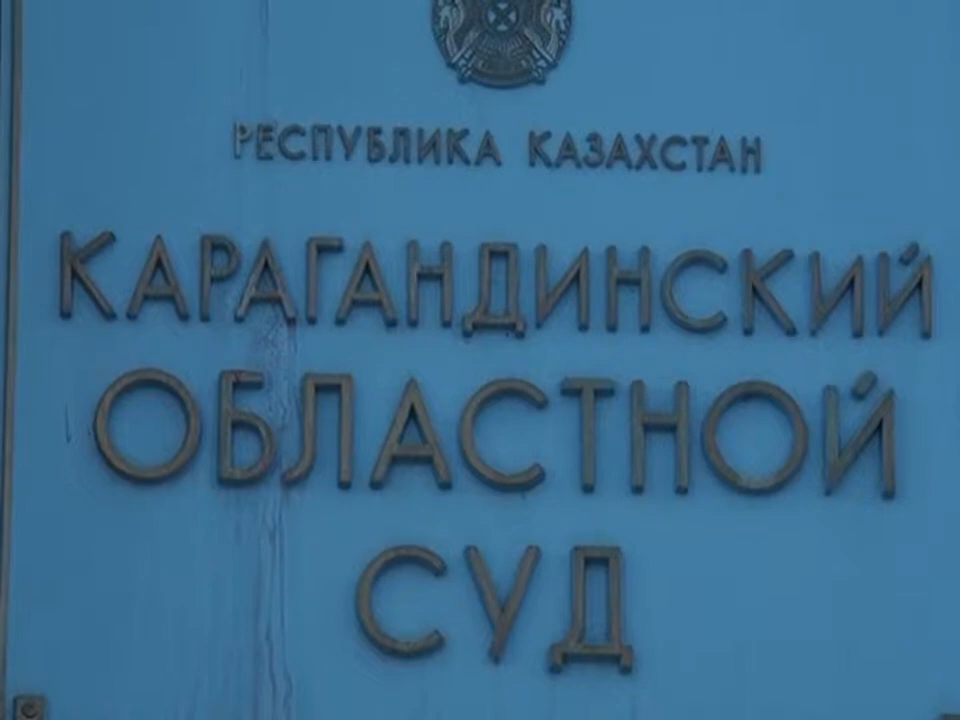 РЕСПУБЛИКА КАЗАХСТАН
КАРАГАНДИНСКИЙ
ОБЛАСТНОЙ
СУД